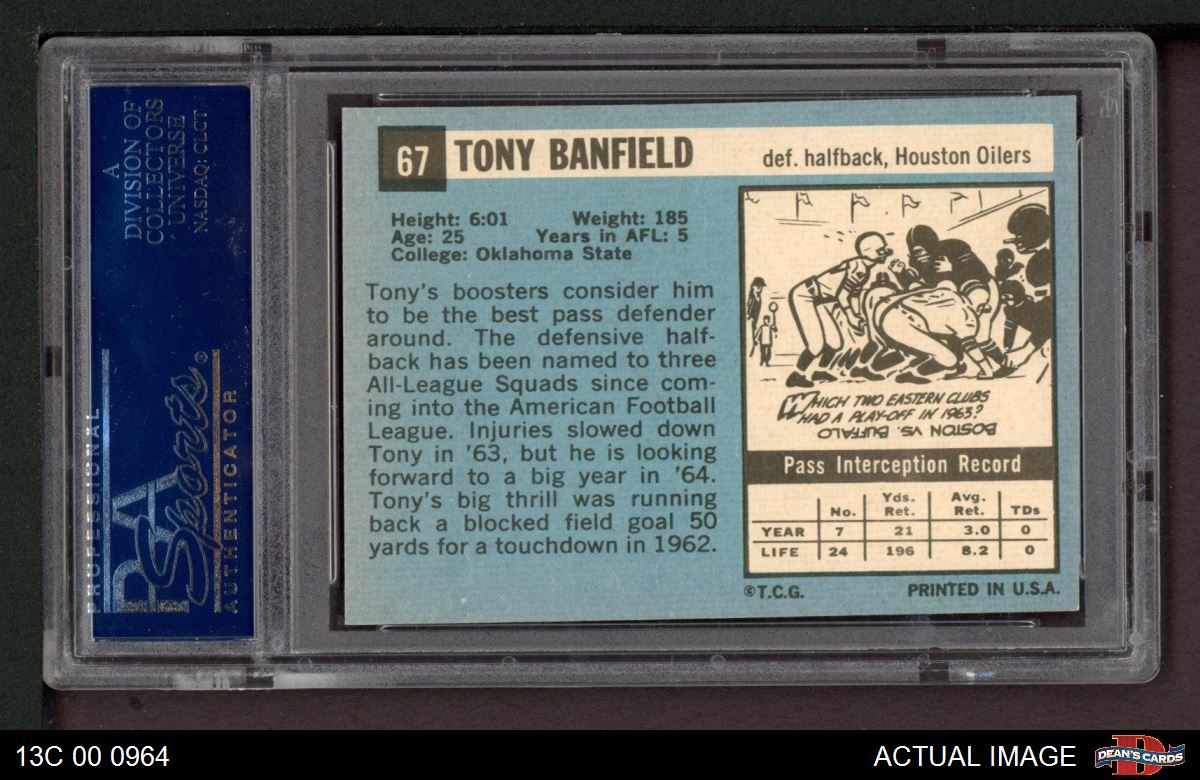 A
DIVISION OF
COLLECTORS
UNIVERSE
NASDAQ: CLCT
PROFESSIONAL
PSA
Sports®
AUTHENTICATOR
67 TONY BANFIELD def. halfback, Houston Oilers
Height: 6:01 Weight: 185
Age: 25 Years in AFL: 5
College: Oklahoma State
Tony's boosters consider him
to be the best pass defender
around. The defensive half-
back has been named to three
All-League Squads since com-
ing into the American Football
League. Injuries slowed down
Tony in '63, but he is looking
forward to a big year in '64.
Tony's big thrill was running
back a blocked field goal 50
yards for a touchdown in 1962.
WHICH TWO EASTERN CLUBS
HAD A PLAY-OFF IN 1963?
BOSTON VS. BUFFALO
Pass Interception Record
No. Yds. Ret. Avg. Ret. TDs
YEAR 7 21 3.0 0
LIFE 24 196 8.2 0
©T.C.G. PRINTED IN U.S.A.
13C 00 0964 ACTUAL IMAGE DEAN'S CARDS